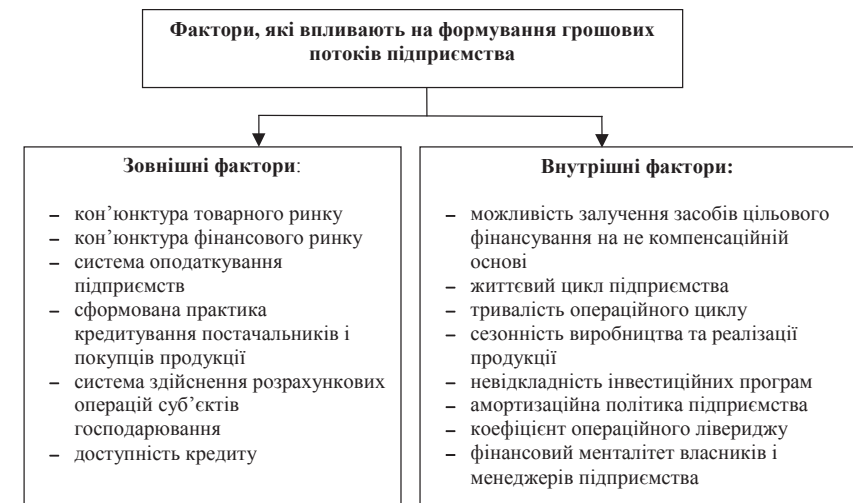 Фактори, які впливають на формування грошових
потоків підприємства
Зовнішні фактори:
– кон’юнктура товарного ринку
– кон’юнктура фінансового ринку
– система оподаткування
підприємств
– сформована практика
кредитування постачальників і
покупців продукції
– система здійснення розрахункових
операцій суб’єктів
господарювання
– доступність кредиту
Внутрішні фактори:
– можливість залучення засобів цільового
фінансування на не компенсаційній
основі
– життєвий цикл підприємства
– тривалість операційного циклу
– сезонність виробництва та реалізації
продукції
– невідкладність інвестиційних програм
– амортизаційна політика підприємства
– коефіцієнт операційного лівериджу
– фінансовий менталітет власників і
менеджерів підприємства